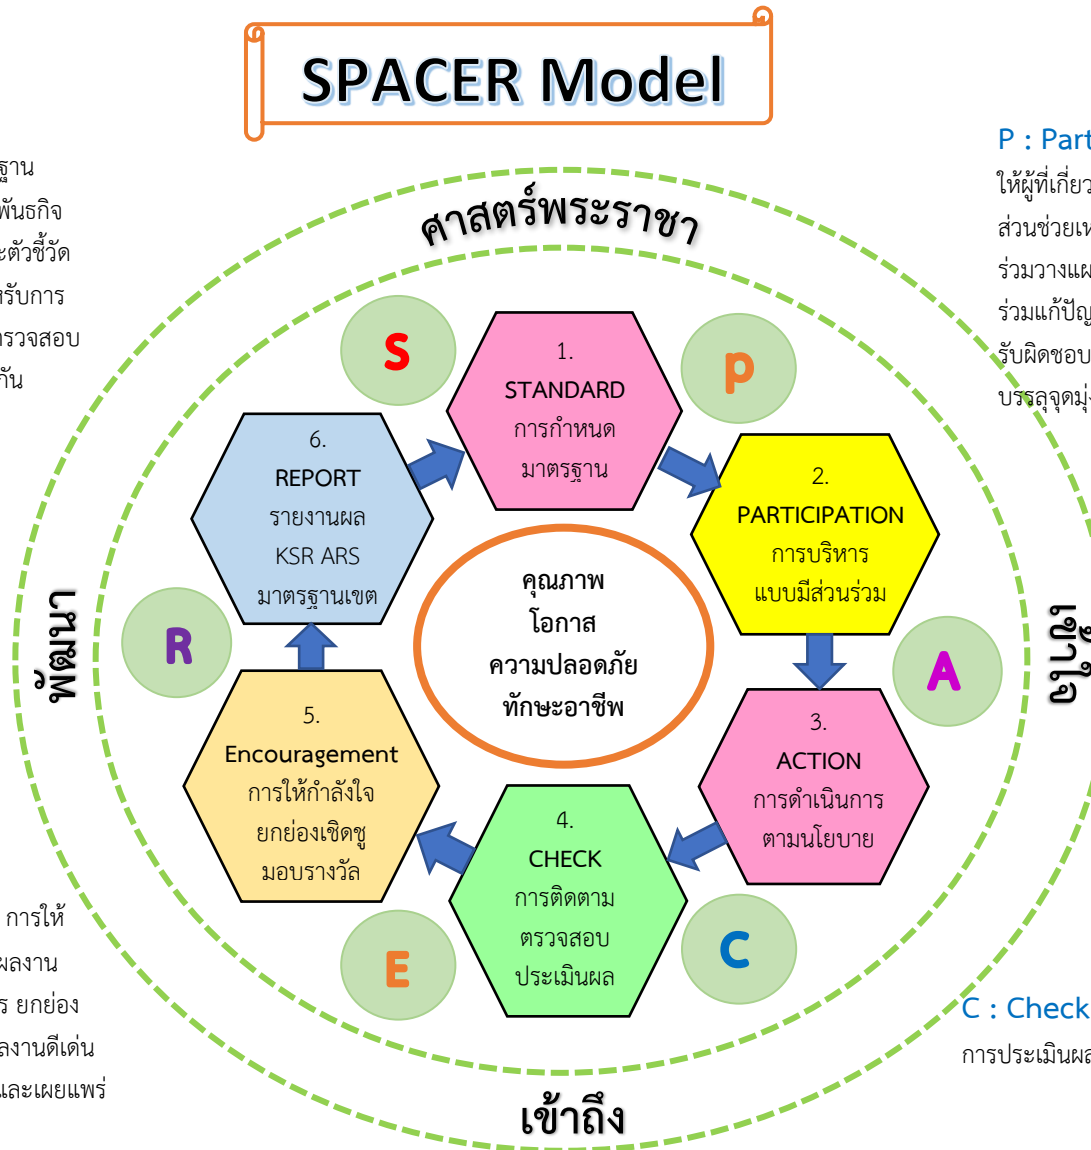 SPACER Model
ศาสตร์พระราชา
เข้าใจ
เข้าถึง
พัฒนา
S
P
A
C
E
R
1.
STANDARD
การกำหนด
มาตรฐาน
2.
PARTICIPATION
การบริหาร
แบบมีส่วนร่วม
3.
ACTION
การดำเนินการ
ตามนโยบาย
4.
CHECK
การติดตาม
ตรวจสอบ
ประเมินผล
5.
Encouragement
การให้กำลังใจ
ยกย่องเชิดชู
มอบรางวัล
6.
REPORT
รายงานผล
KSR ARS
มาตรฐานเขต
คุณภาพ
โอกาส
ความปลอดภัย
ทักษะอาชีพ
P : Part
ให้ผู้ที่เกี่ยว
ส่วนช่วยเห
ร่วมวางแผ
ร่วมแก้ปัญ
รับผิดชอบ
บรรลุจุดมุ่ง
ฐาน
พันธกิจ
ะตัวชี้วัด
หรับการ
ตรวจสอบ
กัน
การให้
ผลงาน
ร ยกย่อง
ลงานดีเด่น
และเผยแพร่
C : Check
การประเมินผล